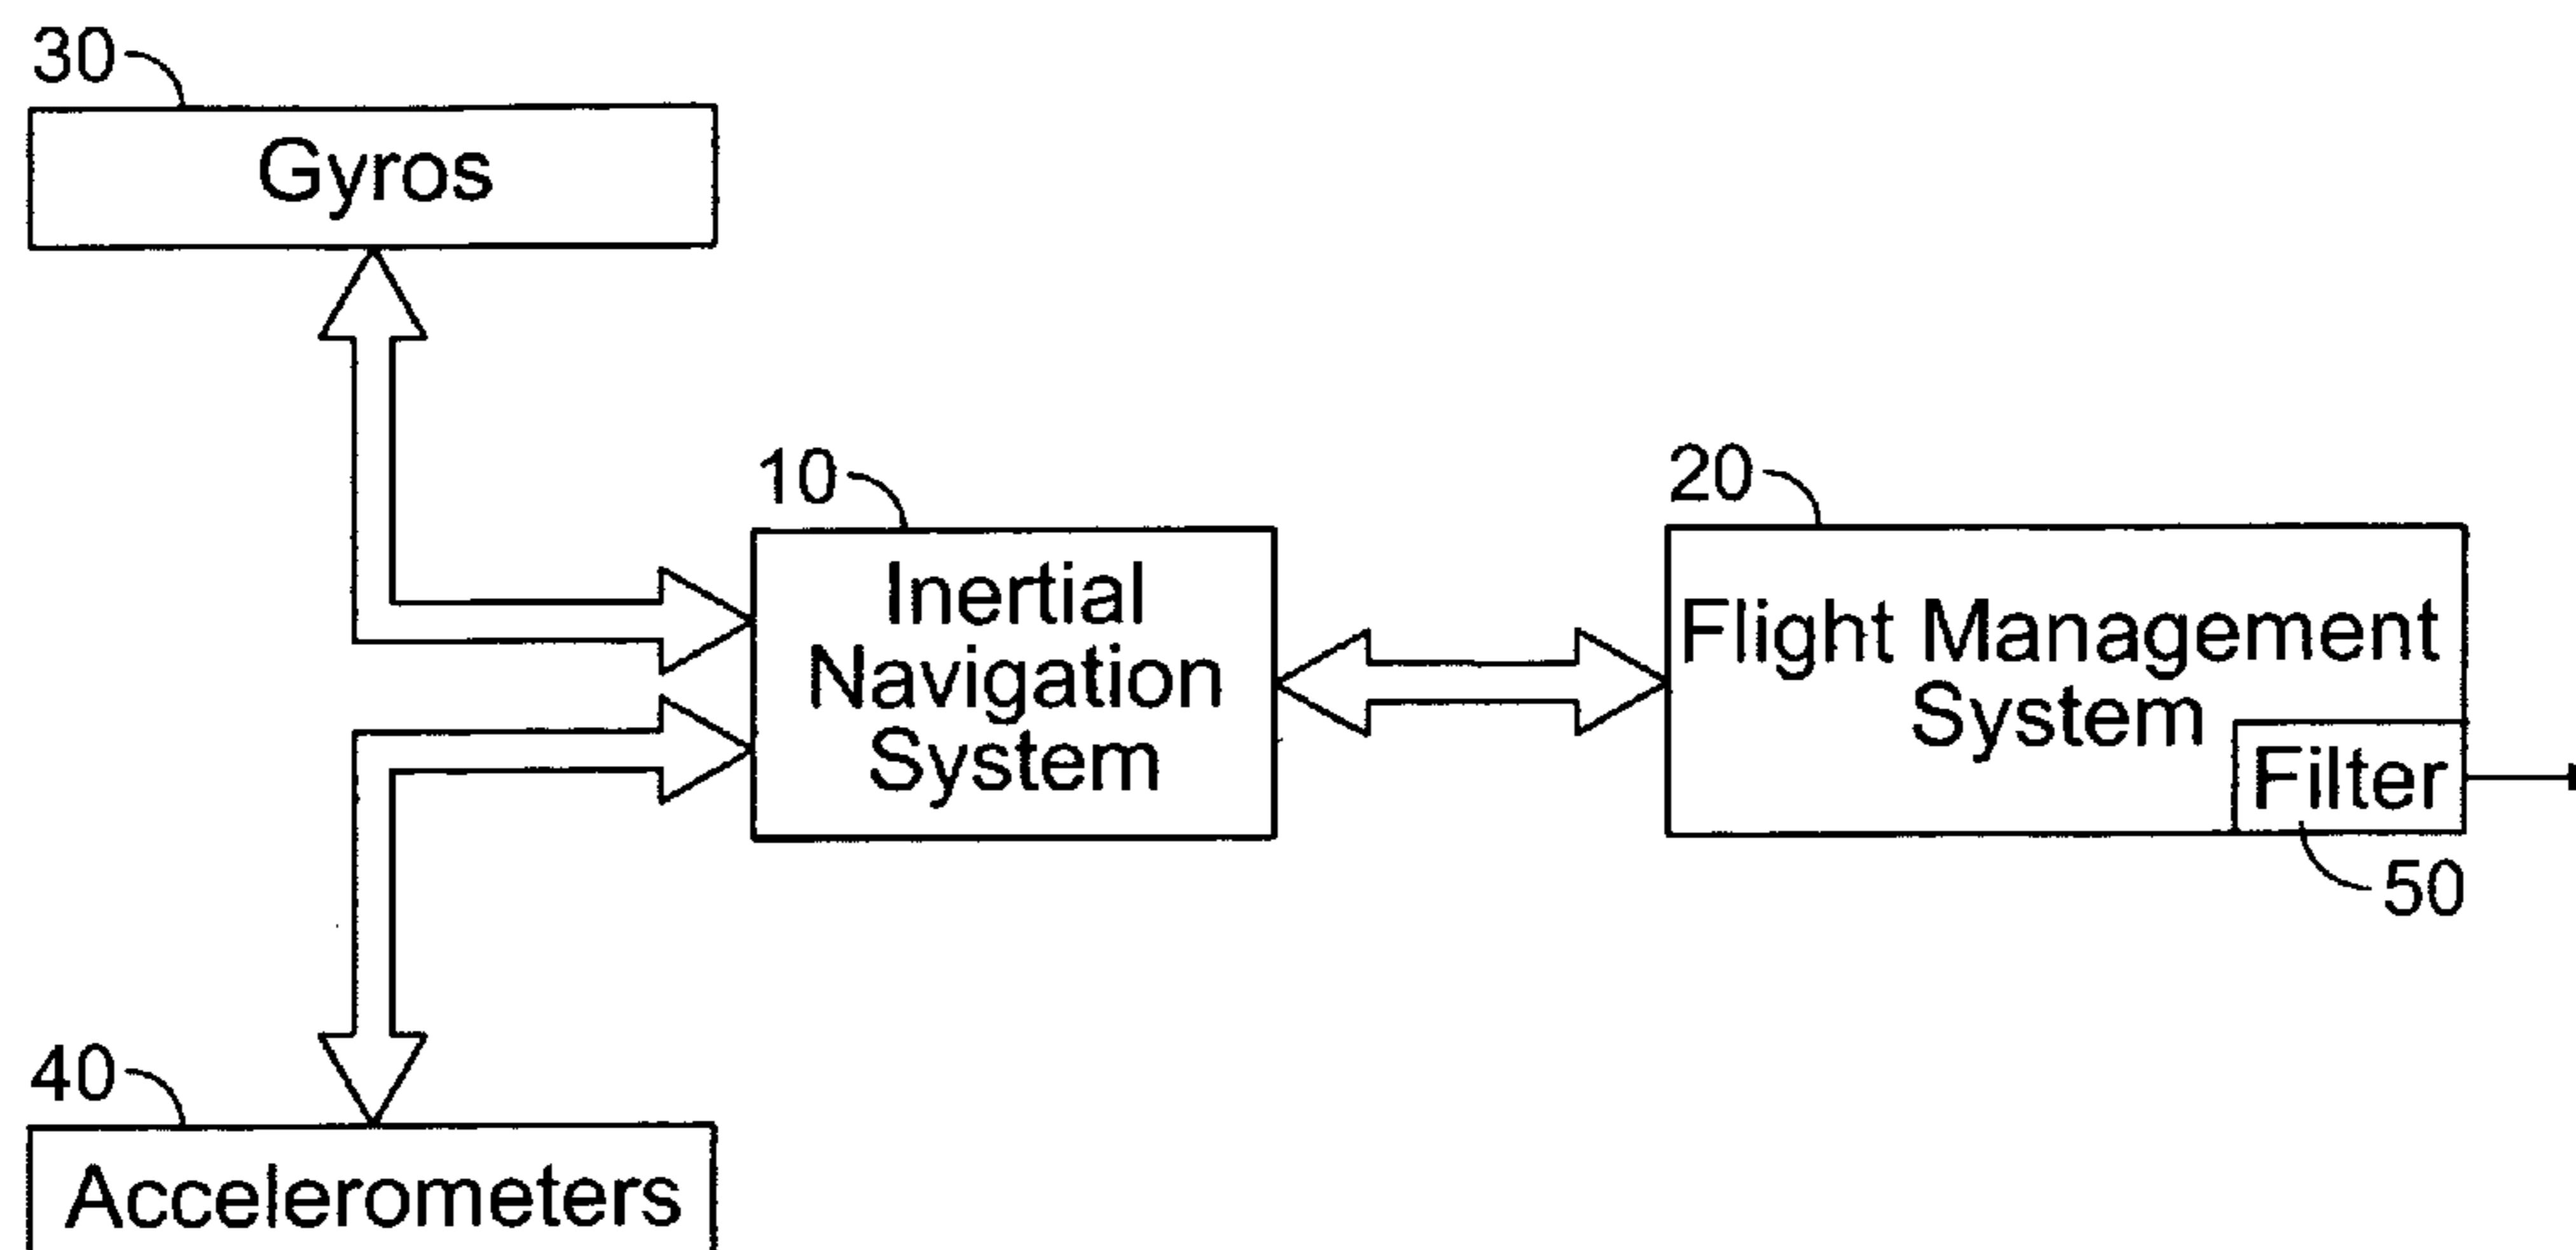 30
Gyros
10
Inertial
Navigation
System
20
Flight Management
System
Filter
50
40
Accelerometers